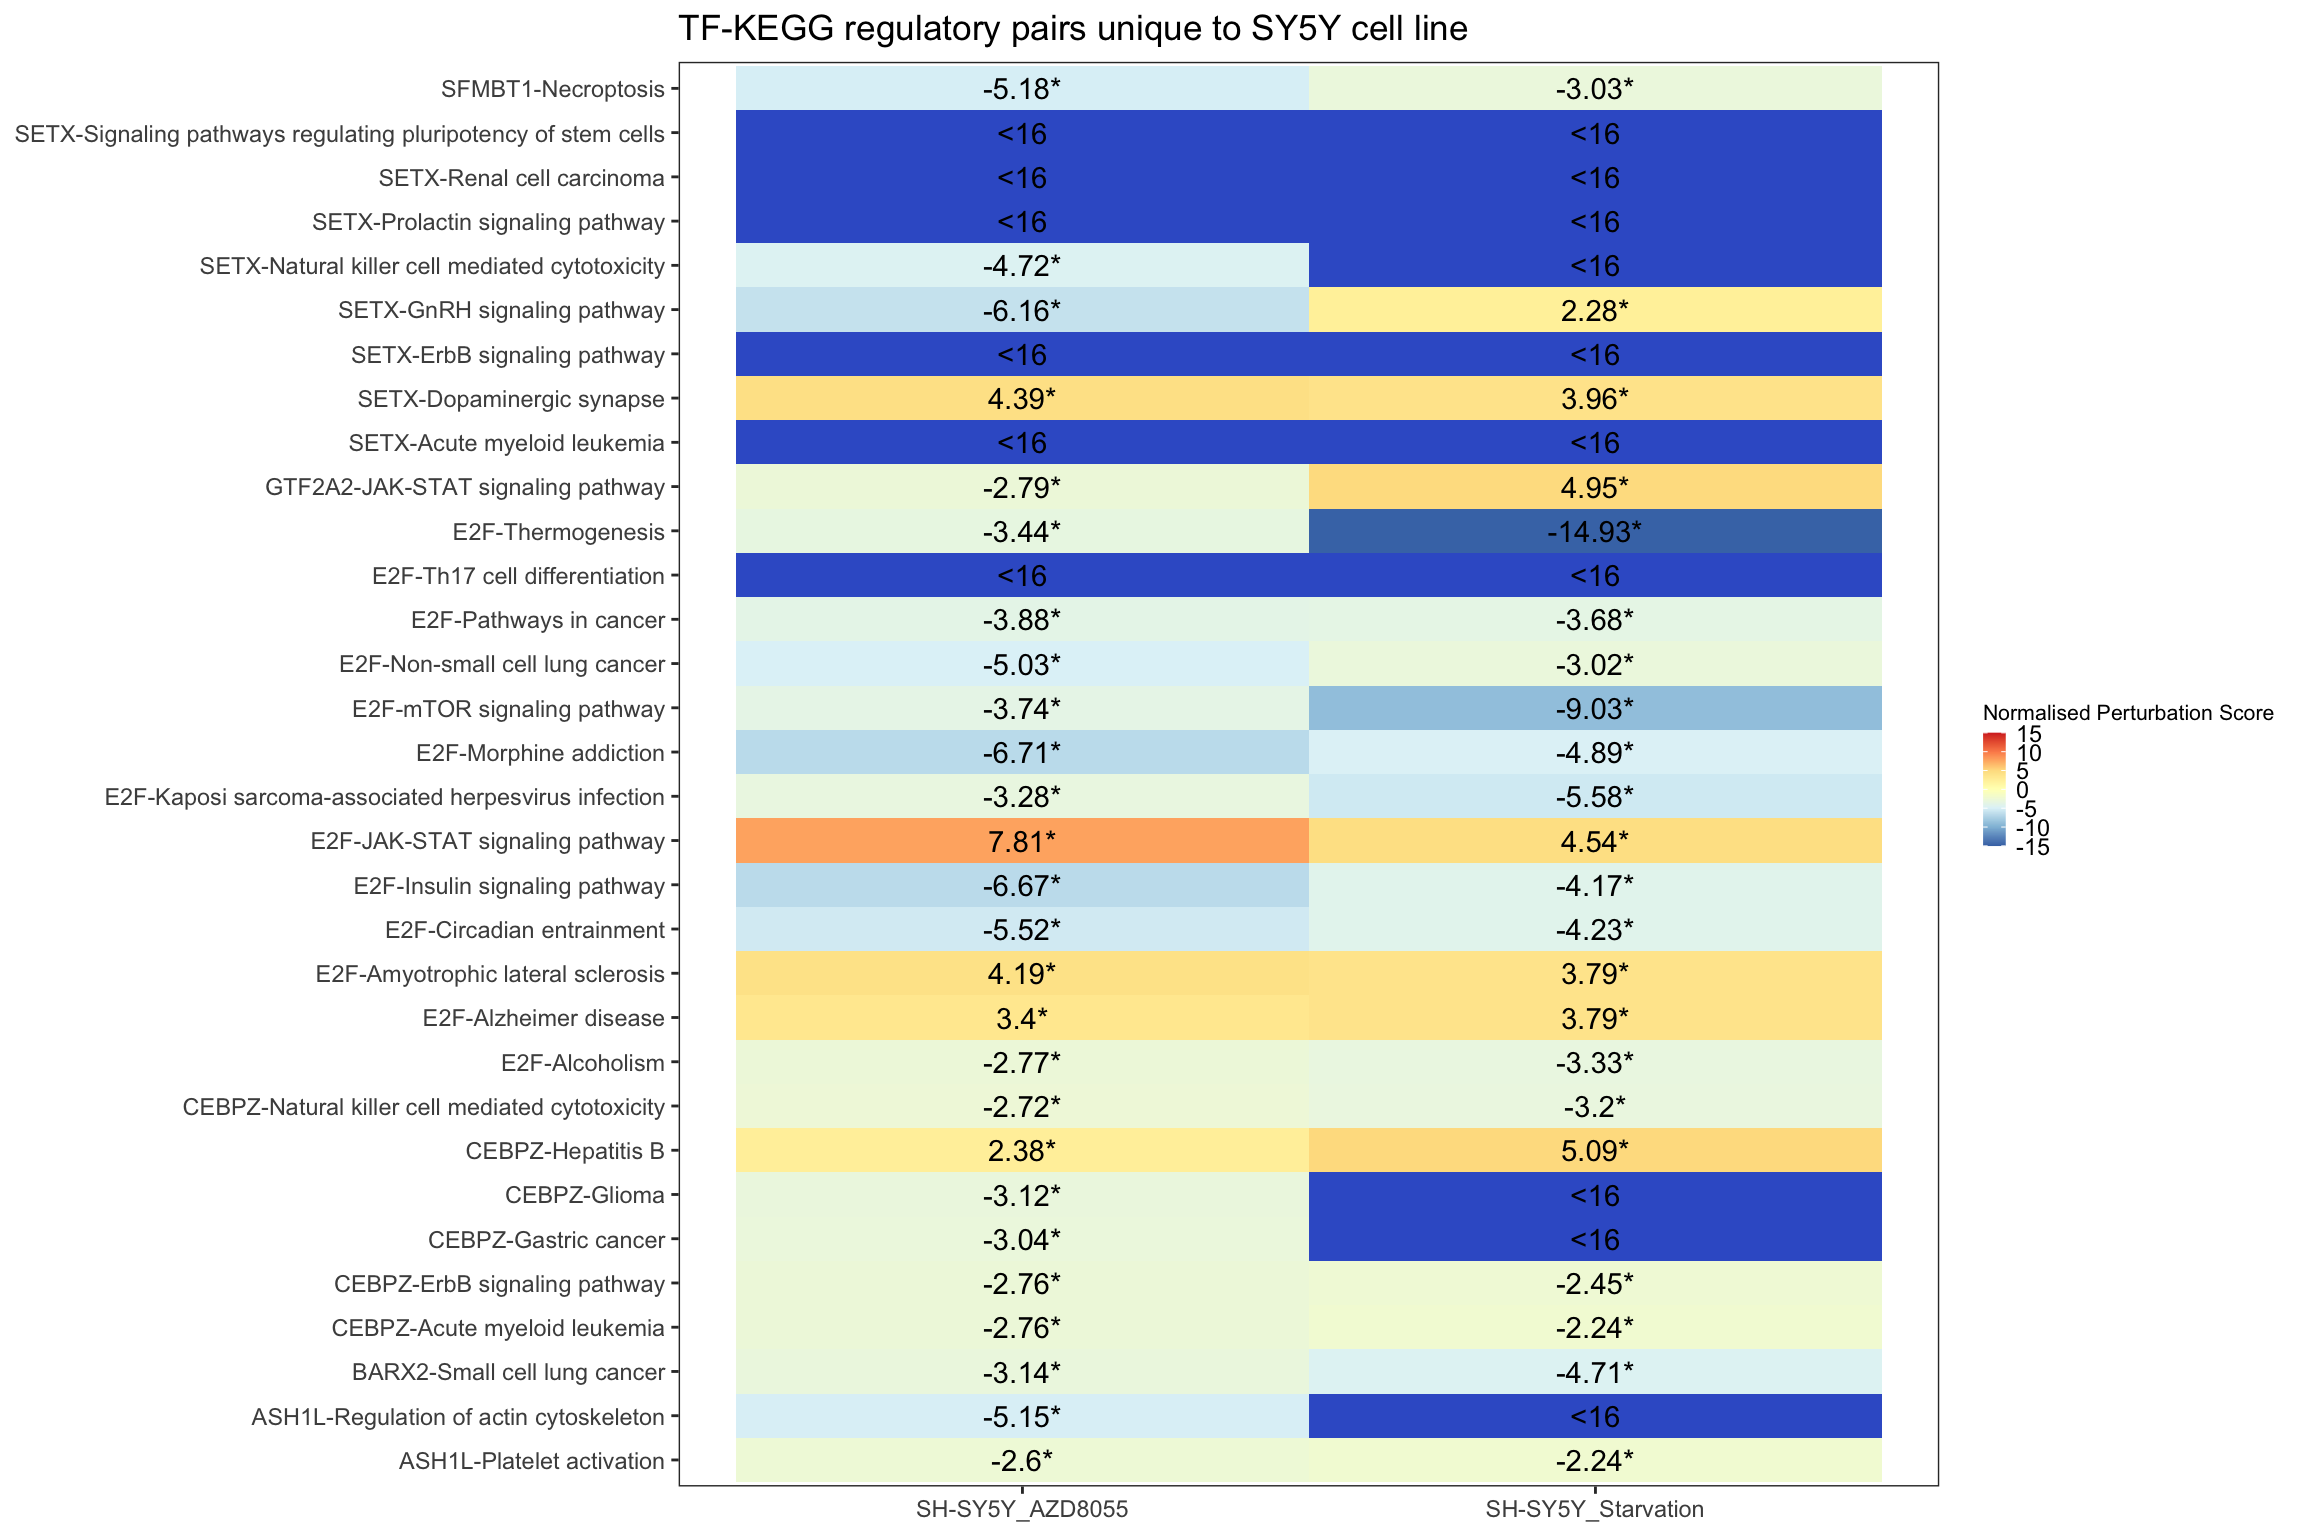 TF-KEGG regulatory pairs unique to SY5Y cell line
SFMBT1-Necroptosis -5.18* -3.03*
SETX-Signaling pathways regulating pluripotency of stem cells <16 <16
SETX-Renal cell carcinoma <16 <16
SETX-Prolactin signaling pathway <16 <16
SETX-Natural killer cell mediated cytotoxicity -4.72* <16
SETX-GnRH signaling pathway -6.16* 2.28*
SETX-ErbB signaling pathway <16 <16
SETX-Dopaminergic synapse 4.39* 3.96*
SETX-Acute myeloid leukemia <16 <16
GTF2A2-JAK-STAT signaling pathway -2.79* 4.95*
E2F-Thermogenesis -3.44* -14.93*
E2F-Th17 cell differentiation <16 <16
E2F-Pathways in cancer -3.88* -3.68*
E2F-Non-small cell lung cancer -5.03* -3.02*
E2F-mTOR signaling pathway -3.74* -9.03*
E2F-Morphine addiction -6.71* -4.89*
E2F-Kaposi sarcoma-associated herpesvirus infection -3.28* -5.58*
E2F-JAK-STAT signaling pathway 7.81* 4.54*
E2F-Insulin signaling pathway -6.67* -4.17*
E2F-Circadian entrainment -5.52* -4.23*
E2F-Amyotrophic lateral sclerosis 4.19* 3.79*
E2F-Alzheimer disease 3.4* 3.79*
E2F-Alcoholism -2.77* -3.33*
CEBPZ-Natural killer cell mediated cytotoxicity -2.72* -3.2*
CEBPZ-Hepatitis B 2.38* 5.09*
CEBPZ-Glioma -3.12* <16
CEBPZ-Gastric cancer -3.04* <16
CEBPZ-ErbB signaling pathway -2.76* -2.45*
CEBPZ-Acute myeloid leukemia -2.76* -2.24*
BARX2-Small cell lung cancer -3.14* -4.71*
ASH1L-Regulation of actin cytoskeleton -5.15* <16
ASH1L-Platelet activation -2.6* -2.24*
SH-SY5Y_AZD8055 SH-SY5Y_Starvation
Normalised Perturbation Score
15
10
5
0
-5
-10
-15